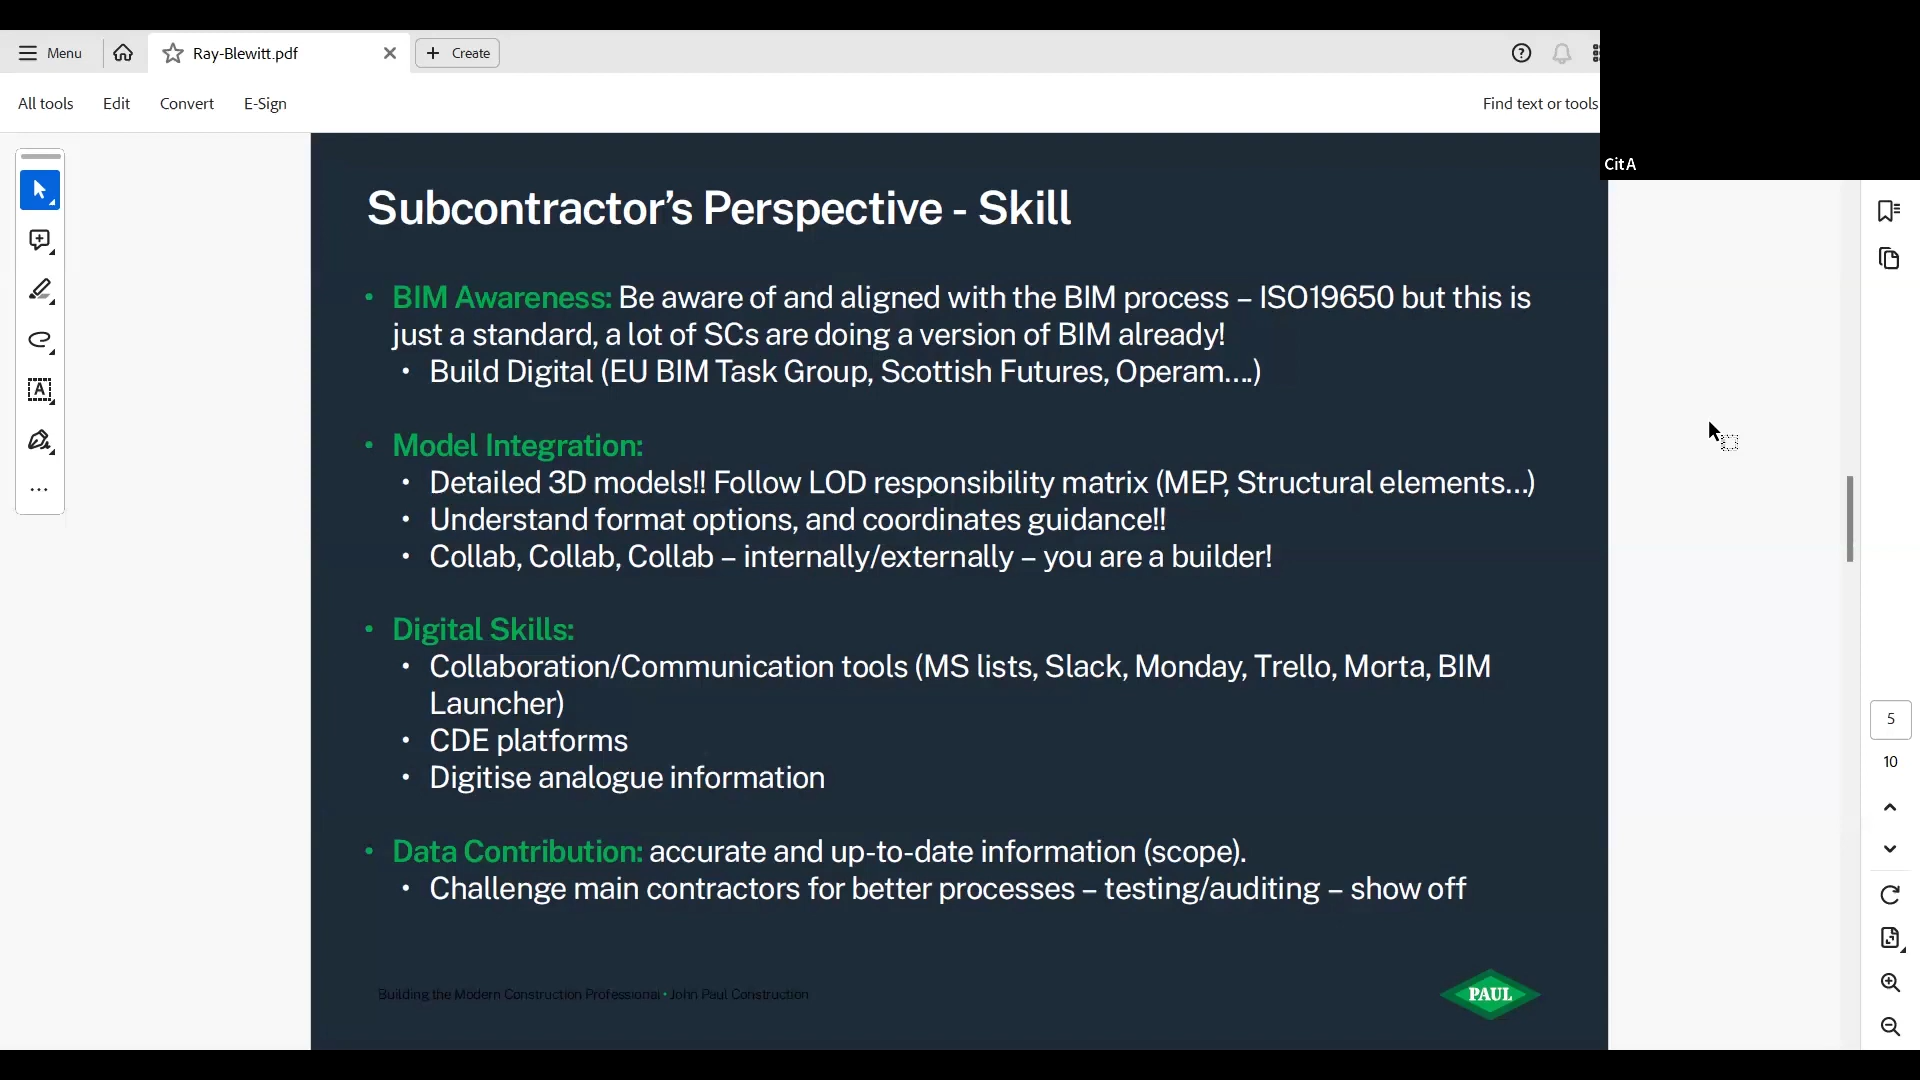 Menu
Ray-Blewitt.pdf
Create
All tools
Edit
Convert
E-Sign
Find text or tools
CitA
Subcontractor’s Perspective - Skill
• BIM Awareness: Be aware of and aligned with the BIM process – ISO19650 but this is
just a standard, a lot of SCs are doing a version of BIM already!
• Build Digital (EU BIM Task Group, Scottish Futures, Operam....)
• Model Integration:
• Detailed 3D models!! Follow LOD responsibility matrix (MEP, Structural elements...)
• Understand format options, and coordinates guidance!!
• Collab, Collab, Collab – internally/externally – you are a builder!
• Digital Skills:
• Collaboration/Communication tools (MS lists, Slack, Monday, Trello, Morta, BIM
Launcher)
• CDE platforms
• Digitise analogue information
• Data Contribution: accurate and up-to-date information (scope).
• Challenge main contractors for better processes – testing/auditing – show off
Building the Modern Construction Professional • John Paul Construction
PAUL
5
10